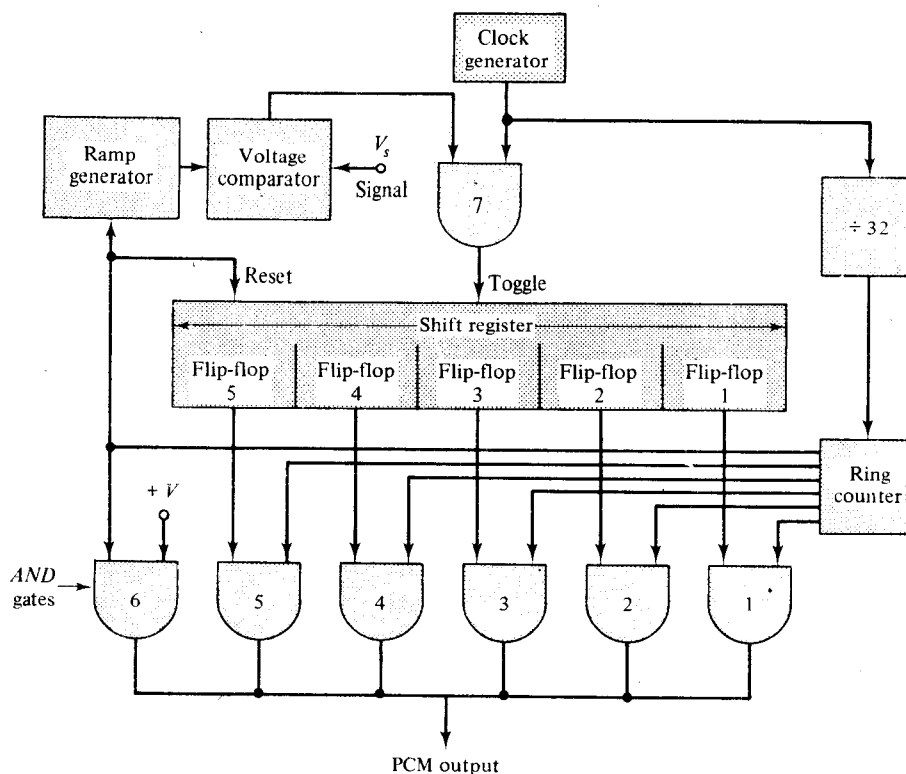 Clock
generator
Ramp
generator
Voltage
comparator
Vs
Signal
7
÷ 32
Reset
Toggle
Shift register
Flip-flop
5
Flip-flop
4
Flip-flop
3
Flip-flop
2
Flip-flop
1
Ring
counter
+ V
AND
gates
6
5
4
3
2
1
PCM output